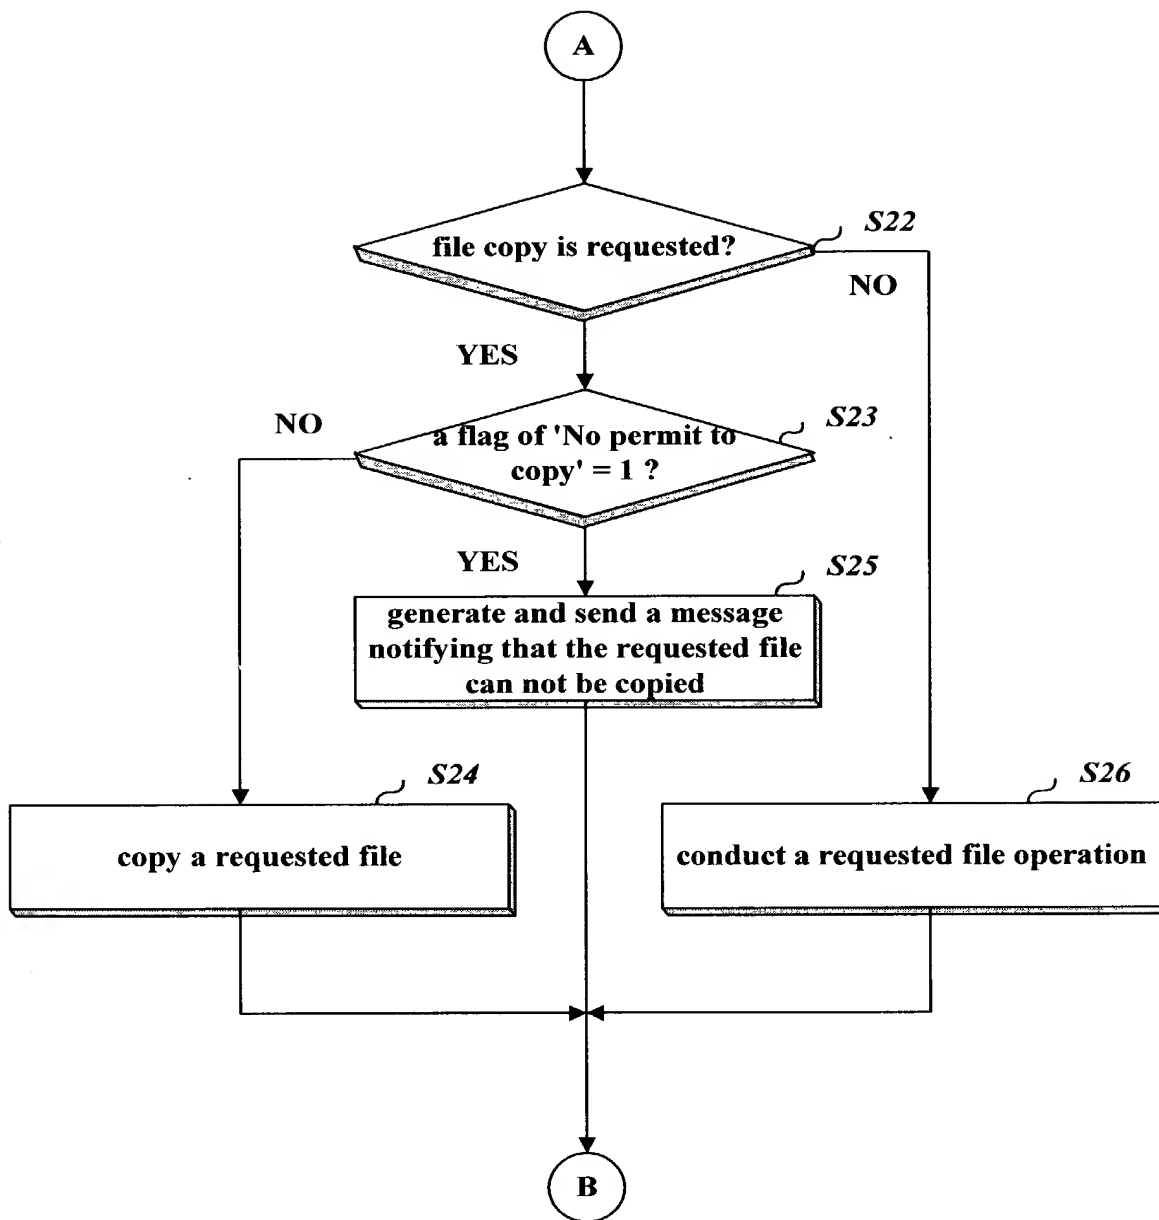 A
file copy is requested?
S22
NO
YES
NO
a flag of 'No permit to
copy' = 1 ?
S23
YES
S25
generate and send a message
notifying that the requested file
can not be copied
S24
copy a requested file
S26
conduct a requested file operation
B